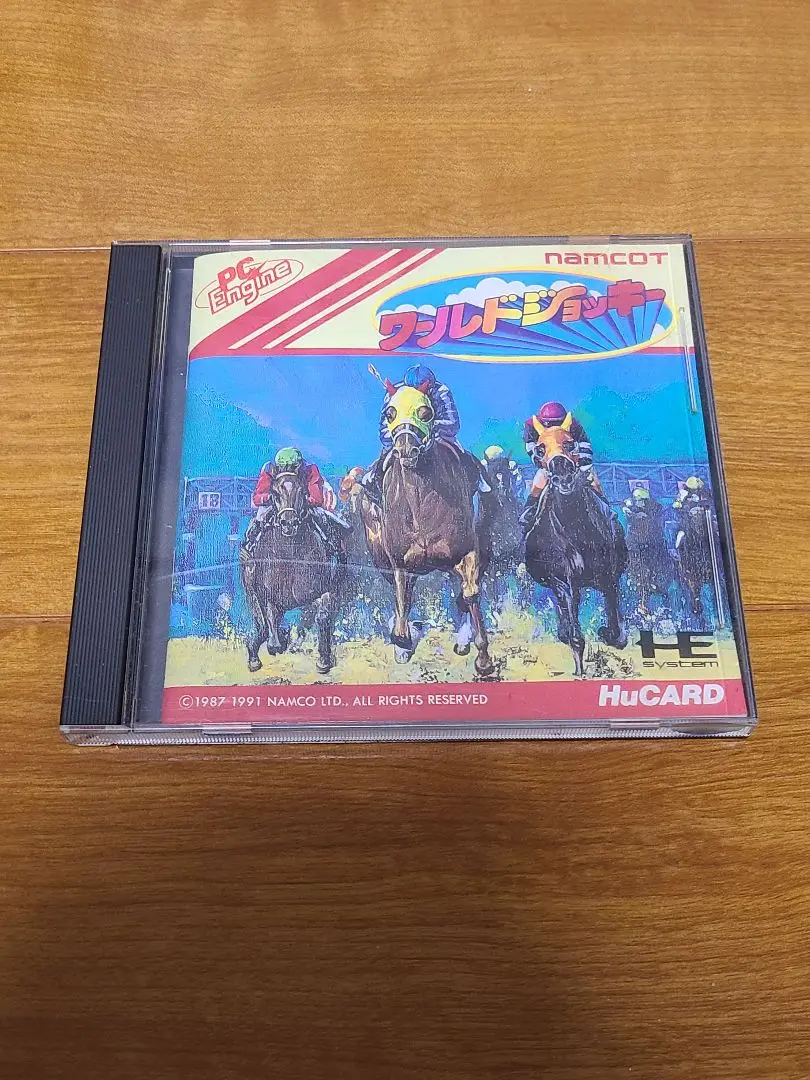 PC Engine
namcoT
ワールドジョッキー
13
HE
system
©1987 1991 NAMCO LTD., ALL RIGHTS RESERVED
HuCARD